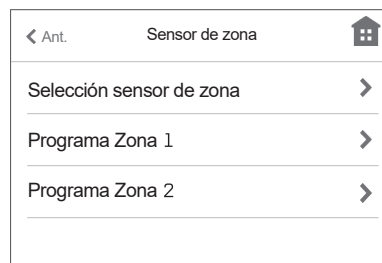 Ant.
Sensor de zona
Selección sensor de zona
Programa Zona 1
Programa Zona 2